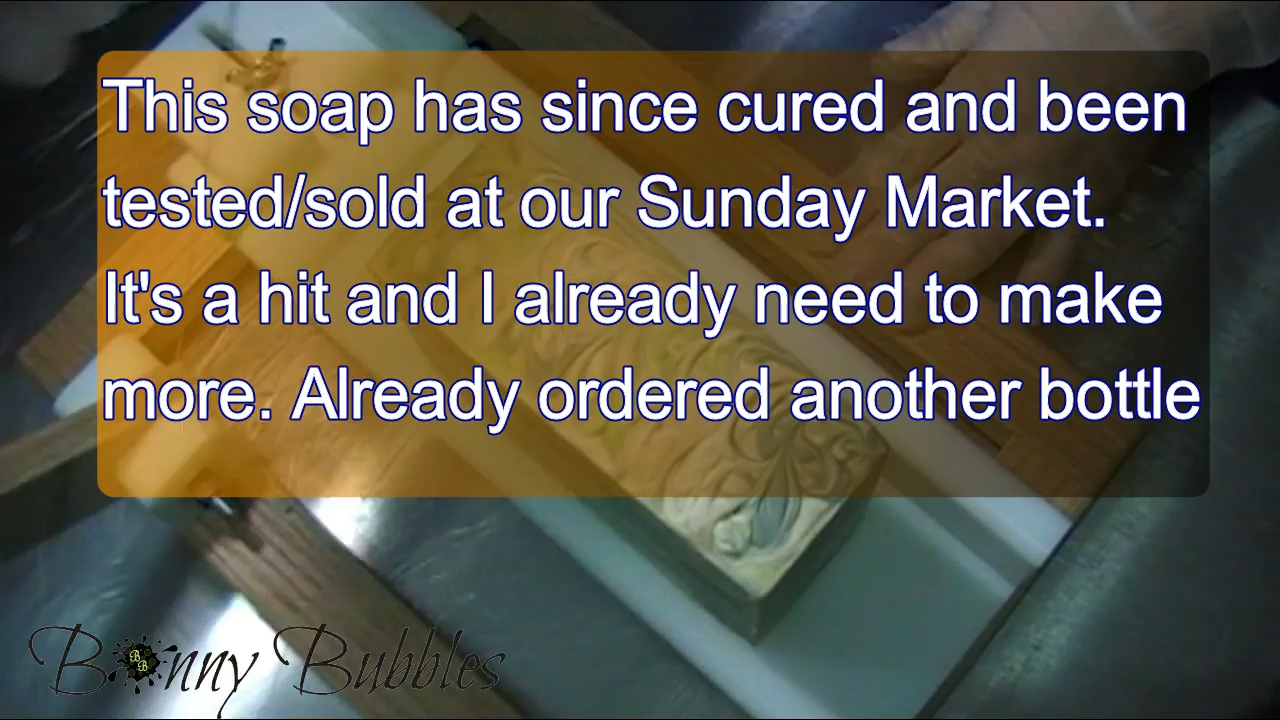 This soap has since cured and been
tested/sold at our Sunday Market.
It's a hit and I already need to make
more. Already ordered another bottle
BB
Bonny Bubbles